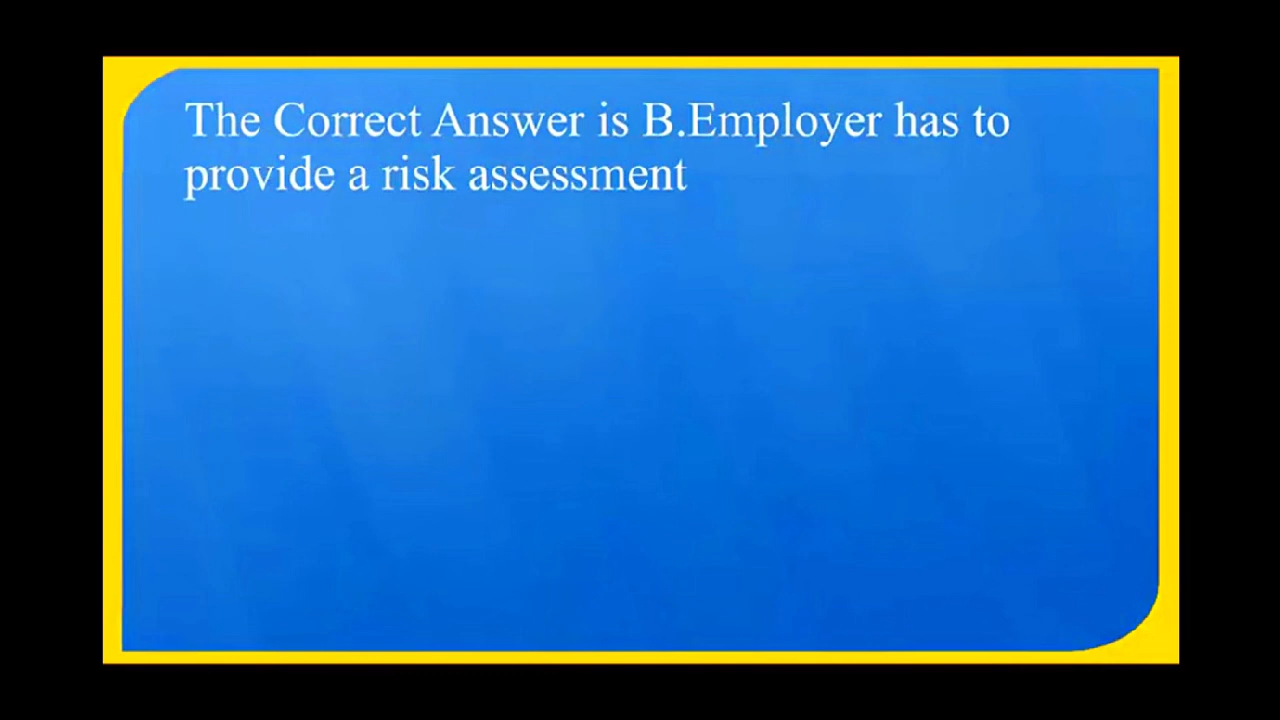 The Correct Answer is B.Employer has to
provide a risk assessment